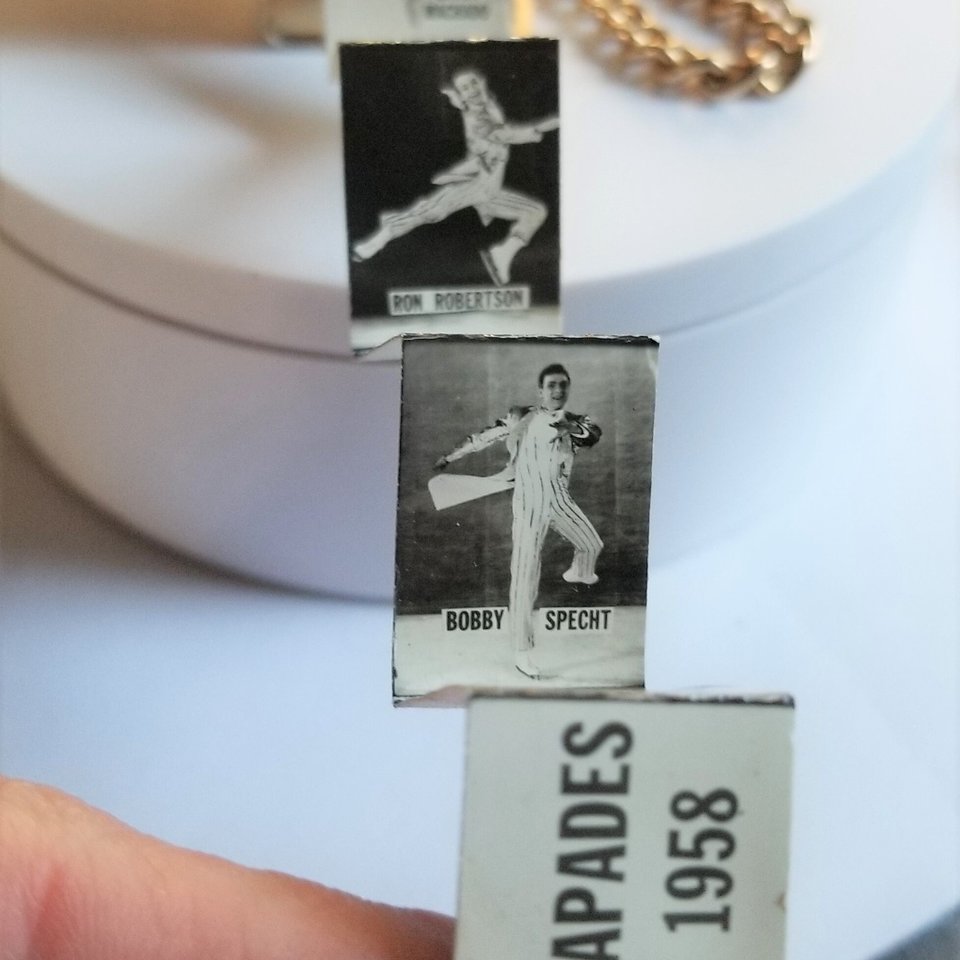 RON ROBERTSON
BOBBY SPECHT
APADES
1958